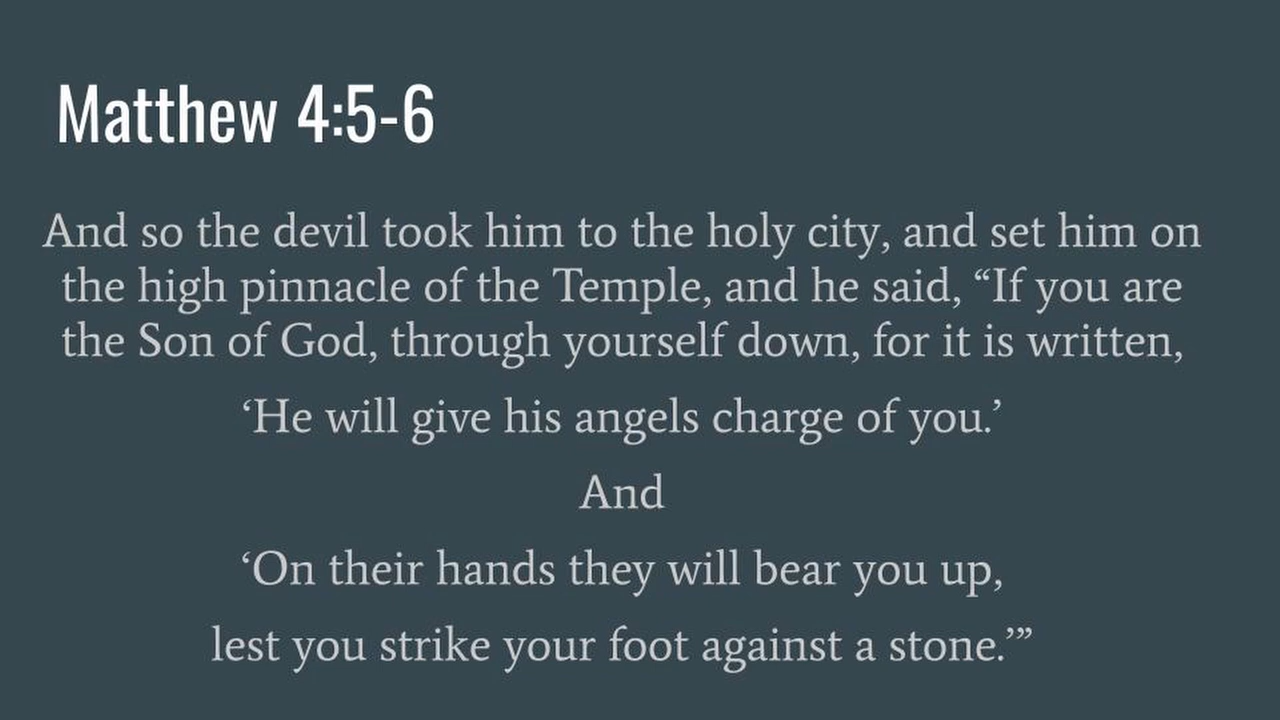 Matthew 4:5-6
And so the devil took him to the holy city, and set him on
the high pinnacle of the Temple, and he said, “If you are
the Son of God, through yourself down, for it is written,
‘He will give his angels charge of you.’
And
‘On their hands they will bear you up,
lest you strike your foot against a stone.’”